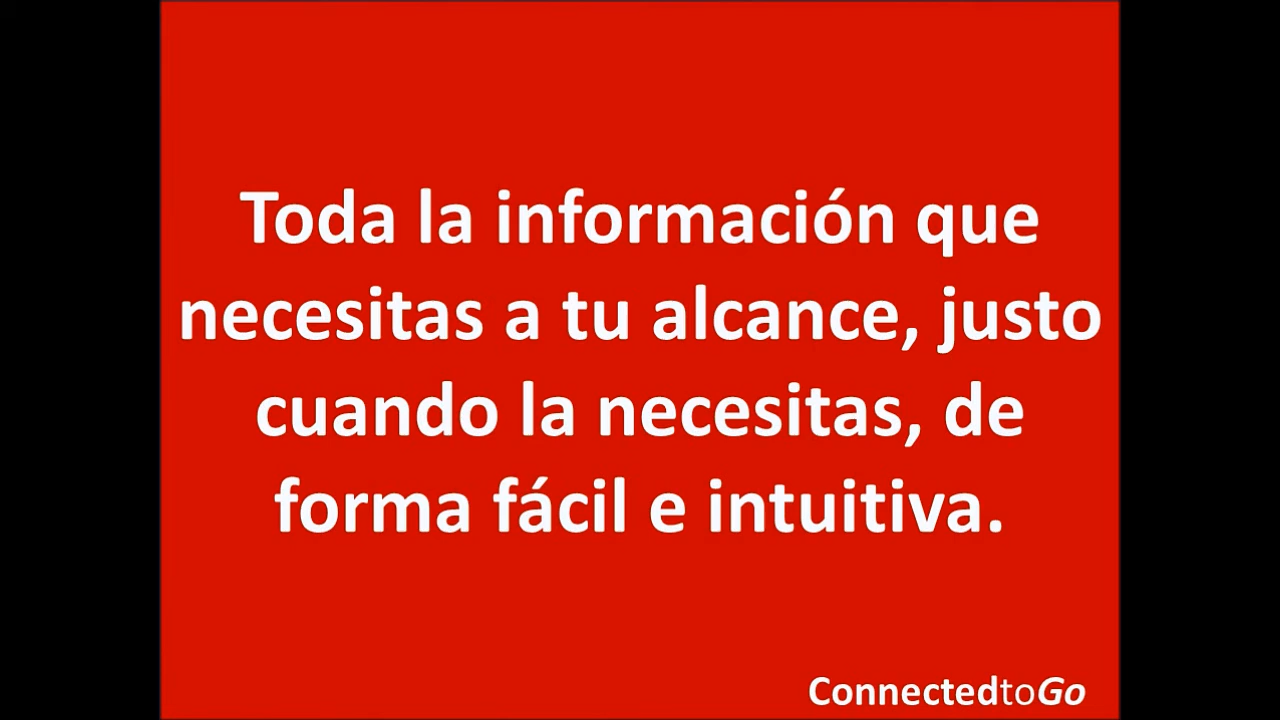 Toda la información que
necesitas a tu alcance, justo
cuando la necesitas, de
forma fácil e intuitiva.
ConnectedtoGo